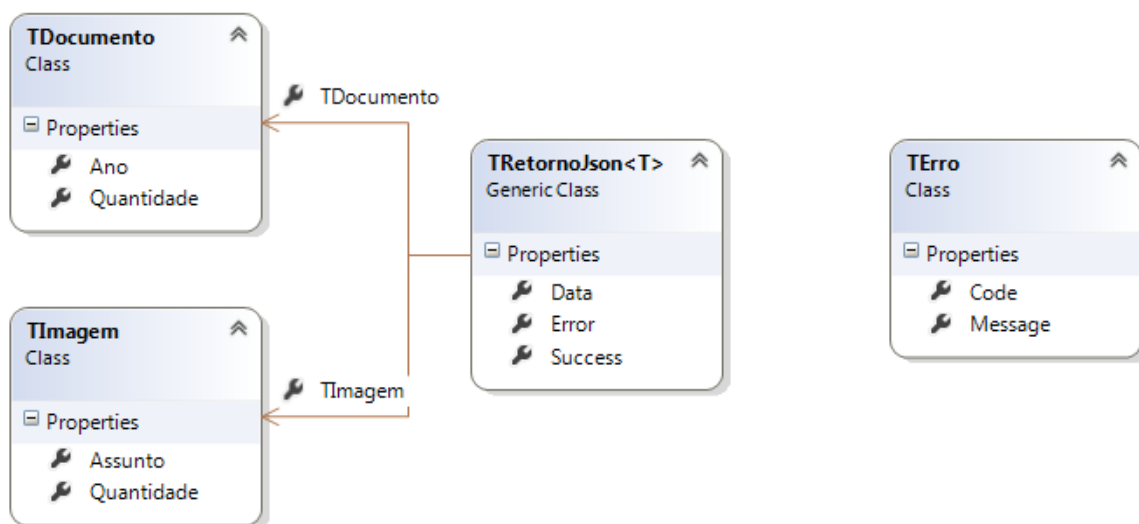 TDocumento
Class
Properties
Ano
Quantidade
TDocumento
TImagem
TRetornoJson<T>
Generic Class
Properties
Data
Error
Success
TErro
Class
Properties
Code
Message
TImagem
Class
Properties
Assunto
Quantidade